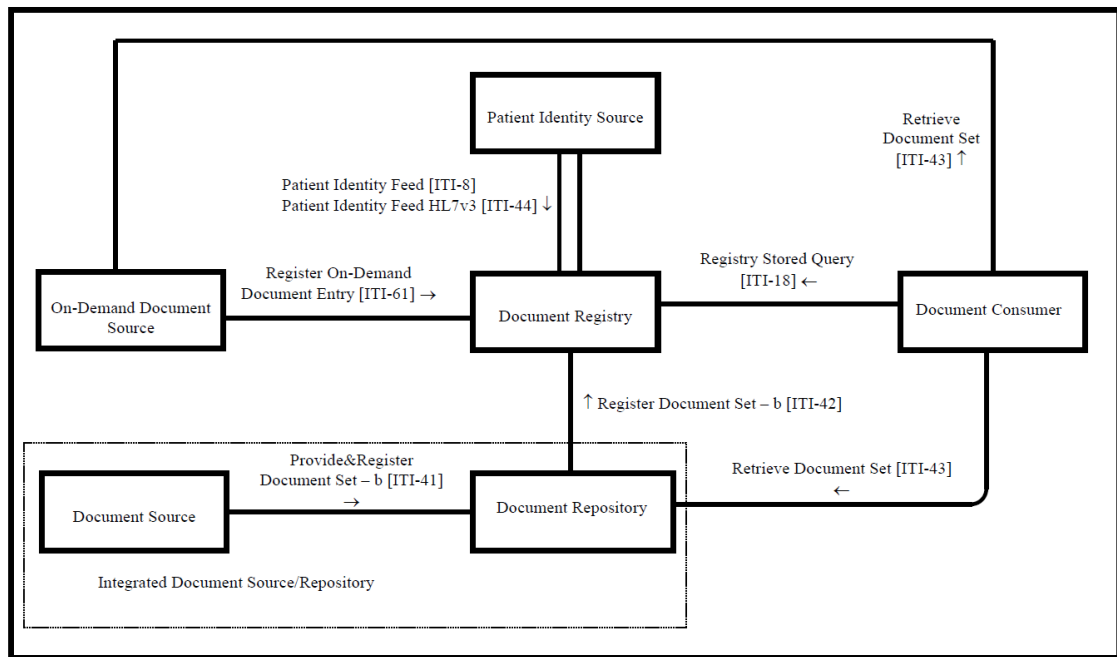 Patient Identity Source
Retrieve
Document Set
[ITI-43] ↑
Patient Identity Feed [ITI-8]
Patient Identity Feed HL7v3 [ITI-44] ↓
Register On-Demand
Document Entry [ITI-61] →
Registry Stored Query
[ITI-18] ←
On-Demand Document
Source
Document Registry
Document Consumer
↑ Register Document Set – b [ITI-42]
Provide&Register
Document Set – b [ITI-41]
→
Retrieve Document Set [ITI-43]
←
Document Source
Document Repository
Integrated Document Source/Repository